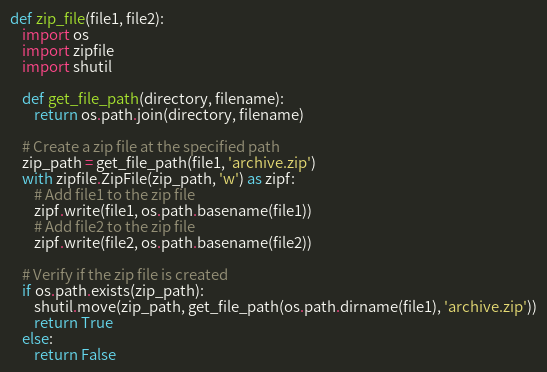 def zip_file(file1, file2):
    import os
    import zipfile
    import shutil

    def get_file_path(directory, filename):
        return os.path.join(directory, filename)

    # Create a zip file at the specified path
    zip_path = get_file_path(file1, 'archive.zip')
    with zipfile.ZipFile(zip_path, 'w') as zipf:
        # Add file1 to the zip file
        zipf.write(file1, os.path.basename(file1))
        # Add file2 to the zip file
        zipf.write(file2, os.path.basename(file2))

    # Verify if the zip file is created
    if os.path.exists(zip_path):
        shutil.move(zip_path, get_file_path(os.path.dirname(file1), 'archive.zip'))
        return True
    else:
        return False